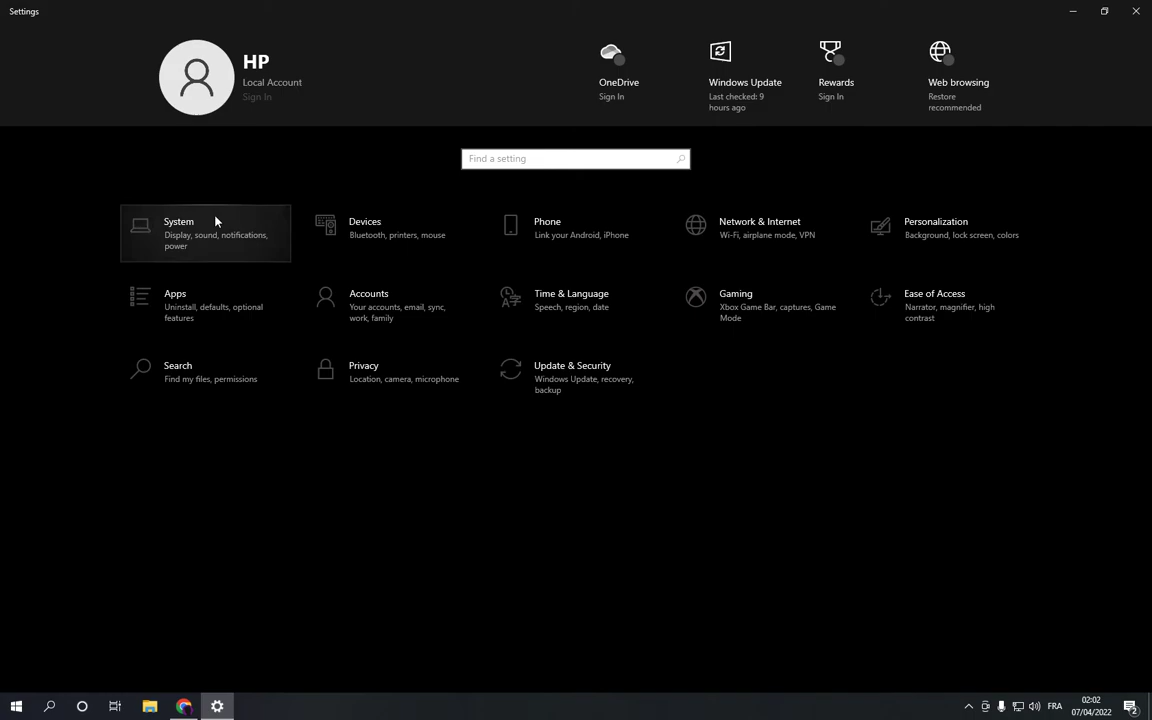 Settings
HP
Local Account
Sign In
OneDrive
Sign In
Windows Update
Last checked: 9
hours ago
Rewards
Sign In
Web browsing
Restore
recommended
Find a setting
System
Display, sound, notifications,
power
Devices
Bluetooth, printers, mouse
Phone
Link your Android, iPhone
Network & Internet
Wi-Fi, airplane mode, VPN
Personalization
Background, lock screen, colors
Apps
Uninstall, defaults, optional
features
Accounts
Your accounts, email, sync,
work, family
Time & Language
Speech, region, date
Gaming
Xbox Game Bar, captures, Game
Mode
Ease of Access
Narrator, magnifier, high
contrast
Search
Find my files, permissions
Privacy
Location, camera, microphone
Update & Security
Windows Update, recovery,
backup
FRA
02:02
07/04/2022
2